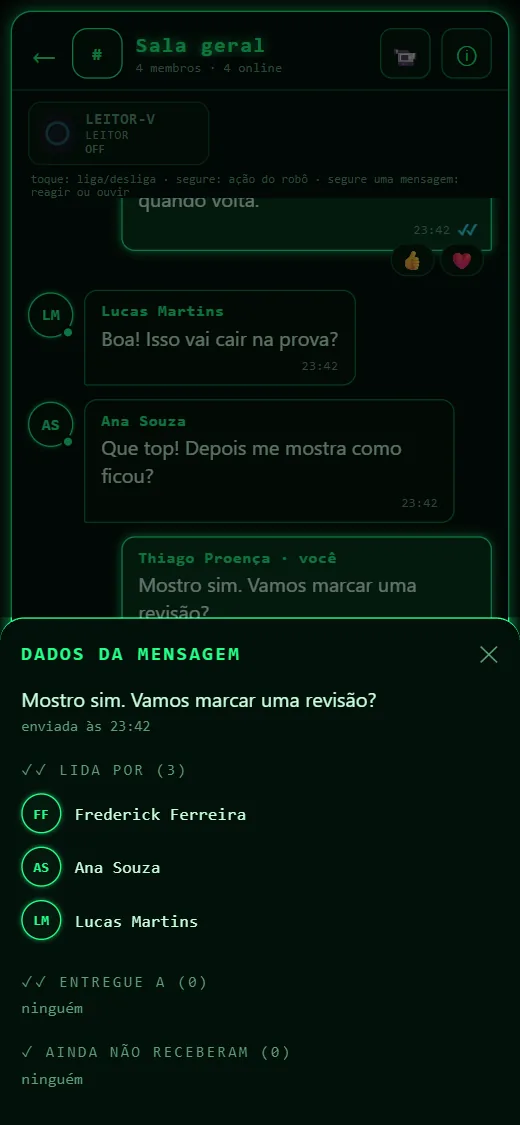 ←
#
Sala geral
4 membros · 4 online
LEITOR-V
LEITOR
OFF
toque: liga/desliga · segure: ação do robô · segure uma mensagem:
reagir ou ouvir
quando volta.
23:42 ✓✓
👍 ❤️
LM
Lucas Martins
Boa! Isso vai cair na prova?
23:42
AS
Ana Souza
Que top! Depois me mostra como
ficou?
23:42
Thiago Proença · você
Mostro sim. Vamos marcar uma
revisão?
DADOS DA MENSAGEM
Mostro sim. Vamos marcar uma revisão?
enviada às 23:42
✓✓ LIDA POR (3)
FF Frederick Ferreira
AS Ana Souza
LM Lucas Martins
✓✓ ENTREGUE A (0)
ninguém
✓ AINDA NÃO RECEBERAM (0)
ninguém